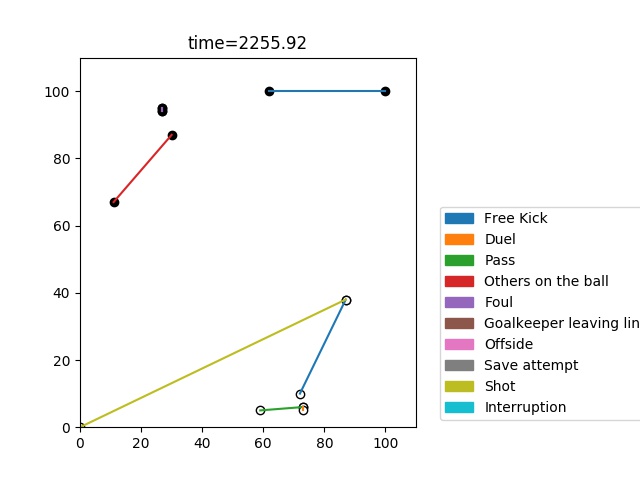 time=2255.92
100
80
60
40
20
0
0 20 40 60 80 100
Free Kick
Duel
Pass
Others on the ball
Foul
Goalkeeper leaving lin
Offside
Save attempt
Shot
Interruption